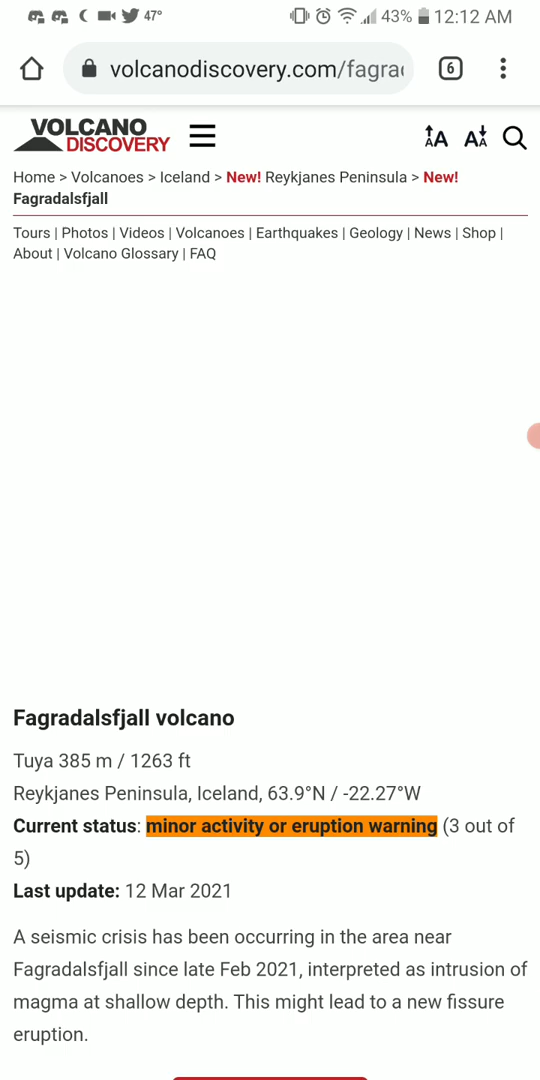 47° 43% 12:12 AM
volcanodiscovery.com/fagra 6
VOLCANO
DISCOVERY
AA AA
Home > Volcanoes > Iceland > New! Reykjanes Peninsula > New!
Fagradalsfjall
Tours | Photos | Videos | Volcanoes | Earthquakes | Geology | News | Shop |
About | Volcano Glossary | FAQ
Fagradalsfjall volcano
Tuya 385 m / 1263 ft
Reykjanes Peninsula, Iceland, 63.9°N / -22.27°W
Current status: minor activity or eruption warning (3 out of
5)
Last update: 12 Mar 2021
A seismic crisis has been occurring in the area near
Fagradalsfjall since late Feb 2021, interpreted as intrusion of
magma at shallow depth. This might lead to a new fissure
eruption.